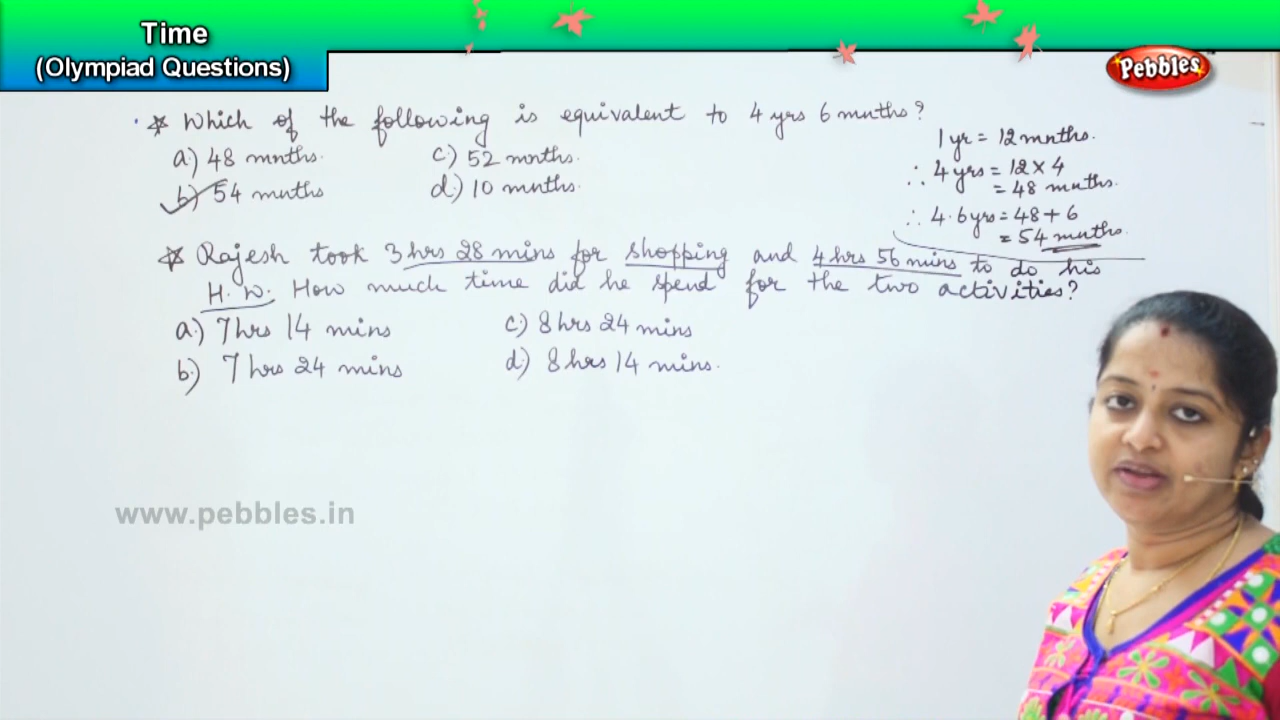 Time
(Olympiad Questions)
Pebbles
☆ Which of the following is equivalent to 4 yrs 6 mnths?
a.) 48 mnths. c.) 52 mnths.
b.) 54 mnths d.) 10 mnths.
1 yr = 12 mnths.
∴ 4 yrs = 12 x 4
= 48 mnths.
∴ 4.6yrs = 48 + 6
= 54 mnths.
☆ Rajesh took 3 hrs 28 mins for shopping and 4 hrs 56 mins to do his
H. W. How much time did he spend for the two activities?
a.) 7 hrs 14 mins c.) 8 hrs 24 mins
b.) 7 hrs 24 mins d.) 8 hrs 14 mins.
www.pebbles.in